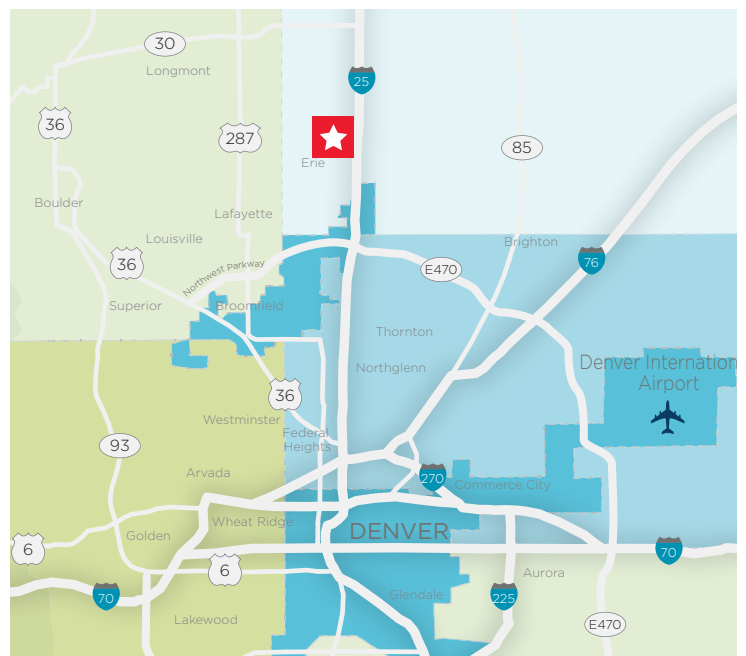 30
Longmont
25
36
287
85
Erie
Boulder
Lafayette
Louisville
Brighton
36
Northwest Parkway
E470
76
Superior
Broomfield
Thornton
Denver International
Airport
Northglenn
36
Westminster
Federal
Heights
93
Arvada
270
Commerce City
Wheat Ridge
DENVER
Golden
6
70
6
Aurora
70
Glendale
225
Lakewood
E470